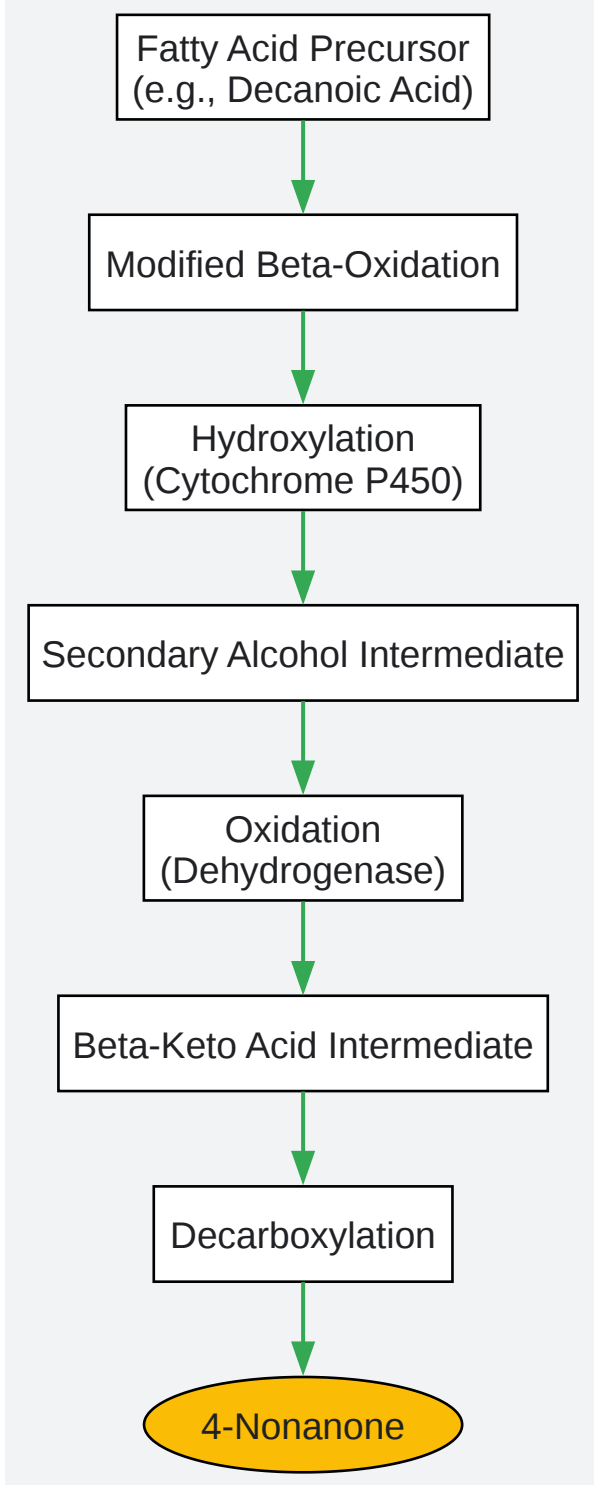 Fatty Acid Precursor
(e.g., Decanoic Acid)
Modified Beta-Oxidation
Hydroxylation
(Cytochrome P450)
Secondary Alcohol Intermediate
Oxidation
(Dehydrogenase)
Beta-Keto Acid Intermediate
Decarboxylation
4-Nonanone